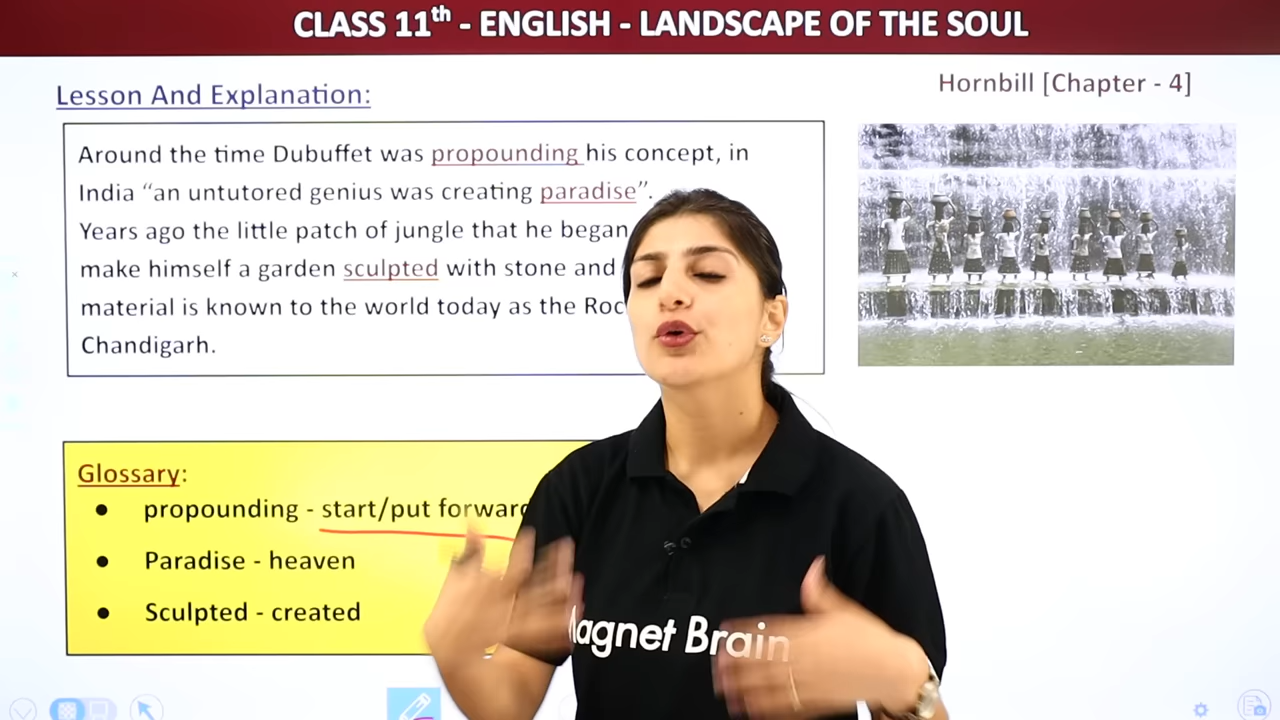 CLASS 11th - ENGLISH - LANDSCAPE OF THE SOUL
Hornbill [Chapter - 4]
Lesson And Explanation:
Around the time Dubuffet was propounding his concept, in
India “an untutored genius was creating paradise”.
Years ago the little patch of jungle that he began
make himself a garden sculpted with stone and
material is known to the world today as the
Chandigarh.
Glossary:
● propounding - start/put
● Paradise - heaven
● Sculpted - created
Brain